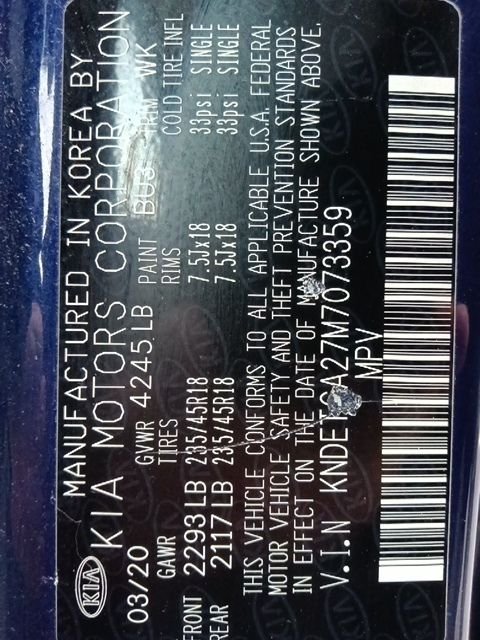 KIA
MANUFACTURED IN KOREA BY
KIA MOTORS CORPORATION
03/20 GVWR 4245LB PAINT BU3 TRIM WK
GAWR TIRES RIMS COLD TIRE INFL
FRONT 2293LB 235/45R18 7.5Jx18 33psi SINGLE
REAR 2117LB 235/45R18 7.5Jx18 33psi SINGLE
THIS VEHICLE CONFORMS TO ALL APPLICABLE U.S.A. FEDERAL
MOTOR VEHICLE SAFETY AND THEFT PREVENTION STANDARDS
IN EFFECT ON THE DATE OF MANUFACTURE SHOWN ABOVE.
V.I.N KNDETCA27M7073359
MPV